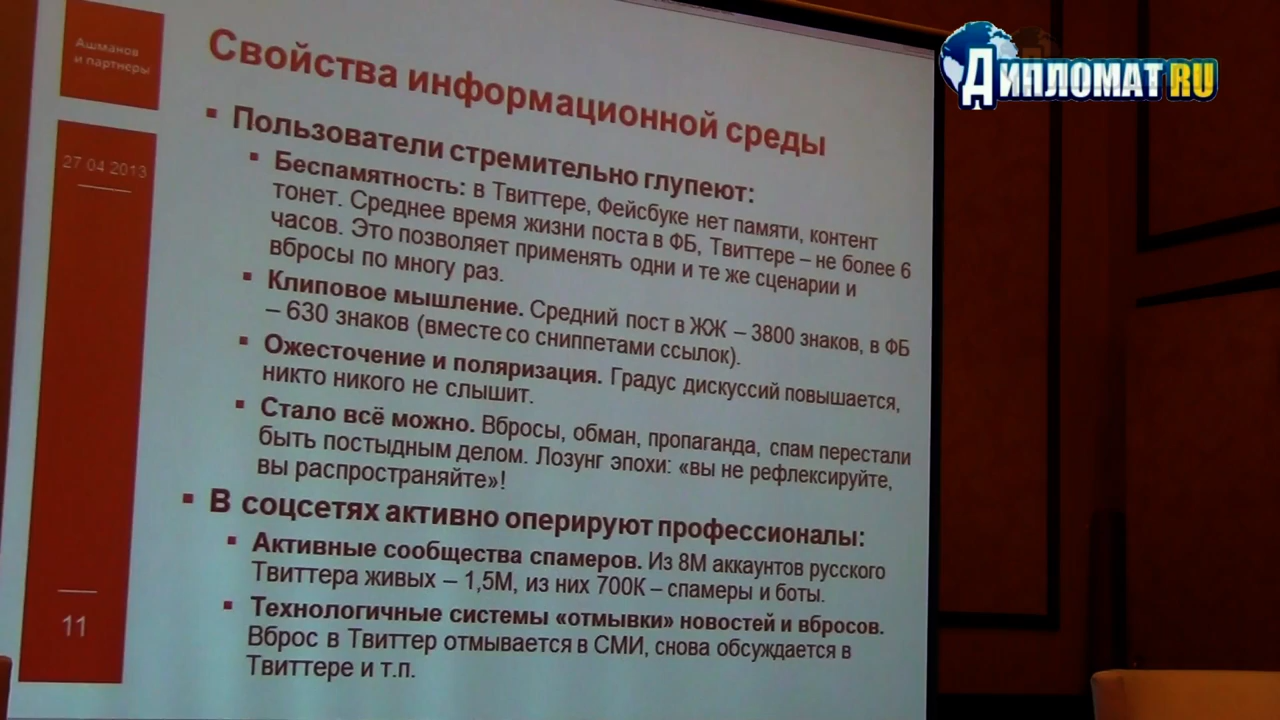 Ашманов
и партнеры
ДИПЛОМАТ RU
Свойства информационной среды
27 04 2013
▪ Пользователи стремительно глупеют:
▪ Беспамятность: в Твиттере, Фейсбуке нет памяти, контент
тонет. Среднее время жизни поста в ФБ, Твиттере – не более 6
часов. Это позволяет применять одни и те же сценарии и
вбросы по многу раз.
▪ Клиповое мышление. Средний пост в ЖЖ – 3800 знаков, в ФБ
– 630 знаков (вместе со сниппетами ссылок).
▪ Ожесточение и поляризация. Градус дискуссий повышается,
никто никого не слышит.
▪ Стало всё можно. Вбросы, обман, пропаганда, спам перестали
быть постыдным делом. Лозунг эпохи: «вы не рефлексируйте,
вы распространяйте»!
▪ В соцсетях активно оперируют профессионалы:
▪ Активные сообщества спамеров. Из 8М аккаунтов русского
Твиттера живых – 1,5М, из них 700К – спамеры и боты.
▪ Технологичные системы «отмывки» новостей и вбросов.
Вброс в Твиттер отмывается в СМИ, снова обсуждается в
Твиттере и т.п.
11